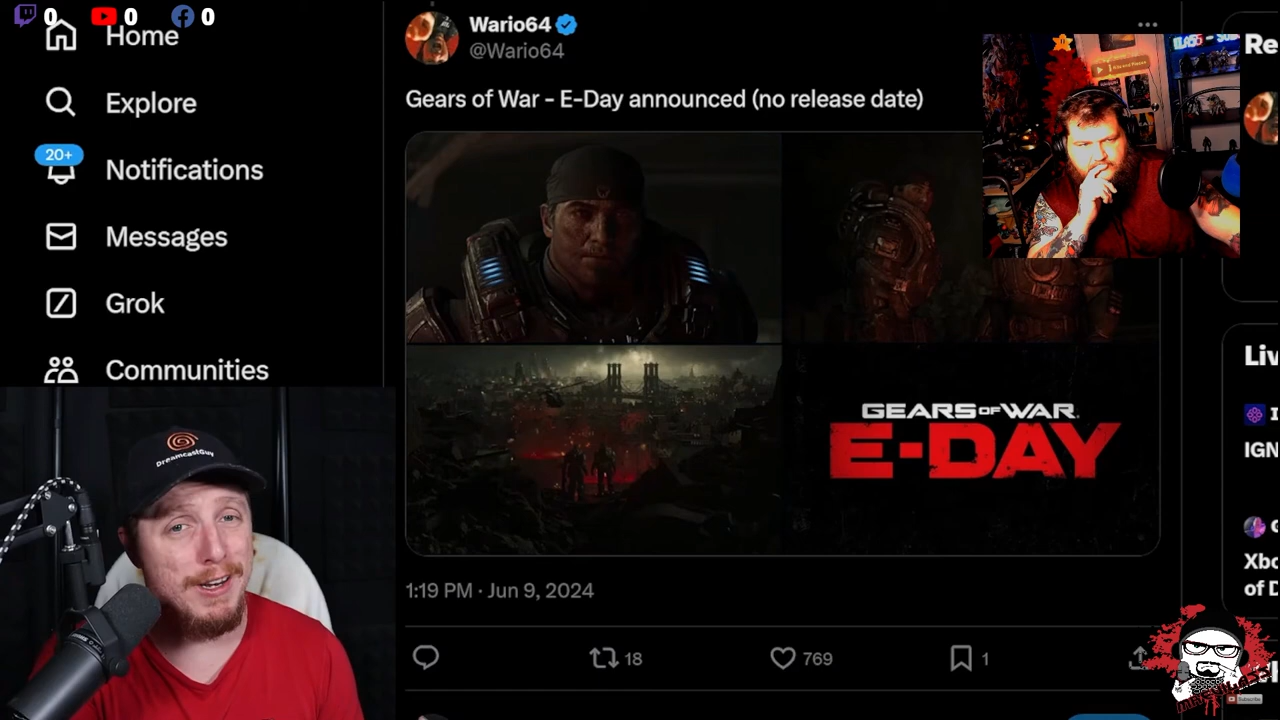 0
0
0
Home
Explore
20+
Notifications
Messages
Grok
Communities
Wario64
@Wario64
Gears of War - E-Day announced (no release date)
GEARS OF WAR
E-DAY
1:19 PM · Jun 9, 2024
18
769
1
Re
Liv
IGN
Xbo
of D
DreamcastGuy
Subscribe